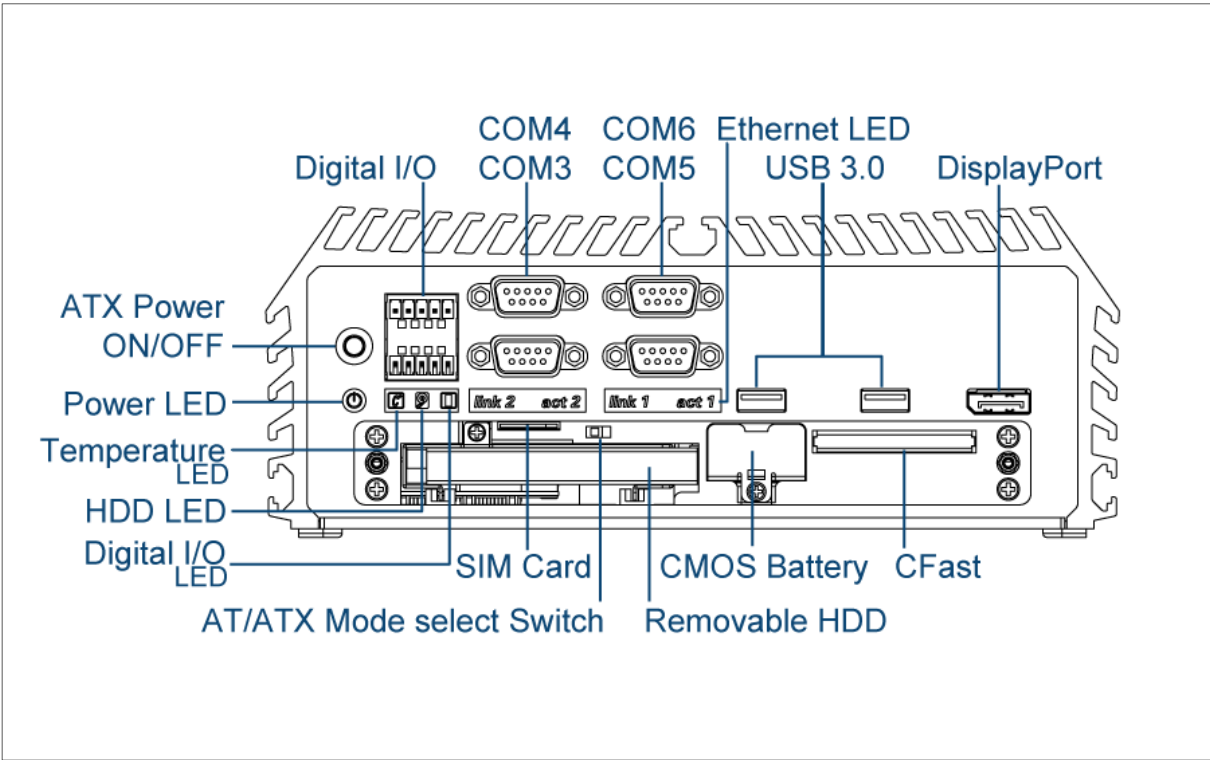 COM4 COM6 Ethernet LED
Digital I/O COM3 COM5 USB 3.0 DisplayPort
ATX Power
ON/OFF
Power LED
link 2 act 2 link 1 act 1
Temperature
LED
HDD LED
Digital I/O
LED
SIM Card CMOS Battery CFast
AT/ATX Mode select Switch Removable HDD